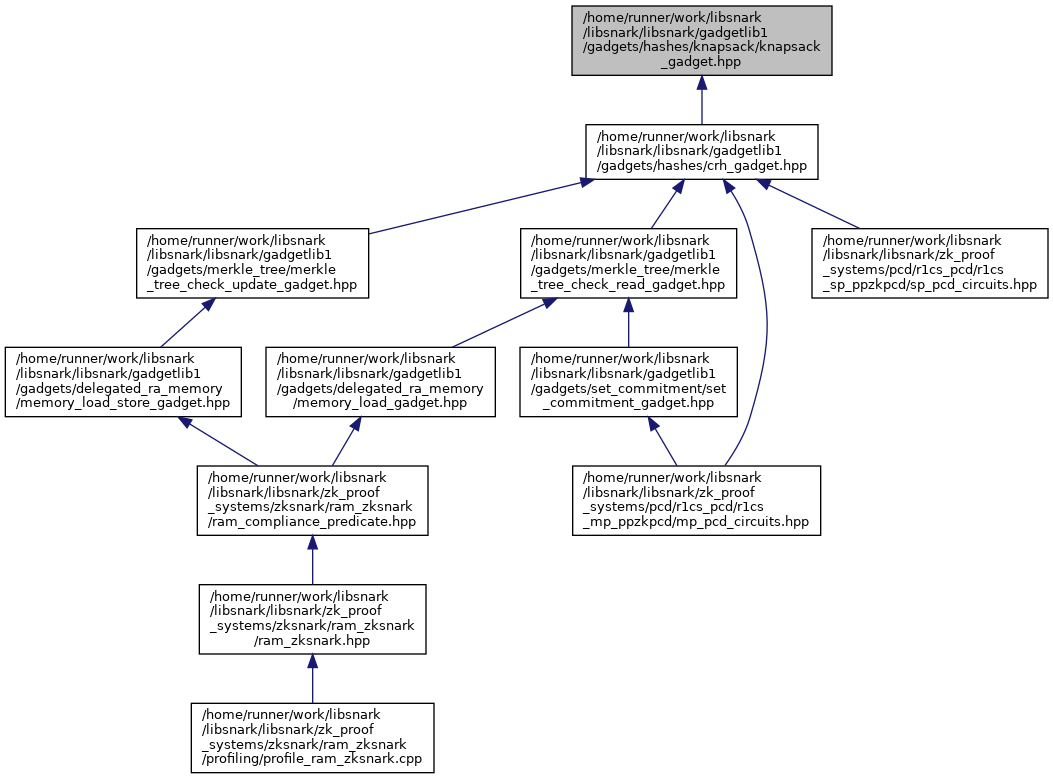 /home/runner/work/libsnark
/libsnark/libsnark/gadgetlib1
/gadgets/hashes/knapsack/knapsack
_gadget.hpp
/home/runner/work/libsnark
/libsnark/libsnark/gadgetlib1
/gadgets/hashes/crh_gadget.hpp
/home/runner/work/libsnark
/libsnark/libsnark/gadgetlib1
/gadgets/merkle_tree/merkle
_tree_check_update_gadget.hpp
/home/runner/work/libsnark
/libsnark/libsnark/gadgetlib1
/gadgets/merkle_tree/merkle
_tree_check_read_gadget.hpp
/home/runner/work/libsnark
/libsnark/libsnark/zk_proof
_systems/pcd/r1cs_pcd/r1cs
_sp_ppzkpcd/sp_pcd_circuits.hpp
/home/runner/work/libsnark
/libsnark/libsnark/gadgetlib1
/gadgets/delegated_ra_memory
/memory_load_store_gadget.hpp
/home/runner/work/libsnark
/libsnark/libsnark/gadgetlib1
/gadgets/delegated_ra_memory
/memory_load_gadget.hpp
/home/runner/work/libsnark
/libsnark/libsnark/gadgetlib1
/gadgets/set_commitment/set
_commitment_gadget.hpp
/home/runner/work/libsnark
/libsnark/libsnark/zk_proof
_systems/zksnark/ram_zksnark
/ram_compliance_predicate.hpp
/home/runner/work/libsnark
/libsnark/libsnark/zk_proof
_systems/pcd/r1cs_pcd/r1cs
_mp_ppzkpcd/mp_pcd_circuits.hpp
/home/runner/work/libsnark
/libsnark/libsnark/zk_proof
_systems/zksnark/ram_zksnark
/ram_zksnark.hpp
/home/runner/work/libsnark
/libsnark/libsnark/zk_proof
_systems/zksnark/ram_zksnark
/profiling/profile_ram_zksnark.cpp